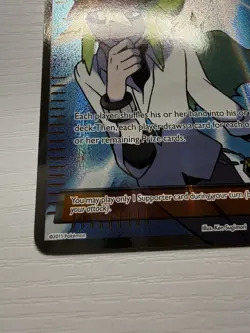 Each player shuffles his or her hand into his or
deck. Then, each player draws a card for each of
or her remaining Prize cards.
You may play only 1 Supporter card during your turn (b
your attack).
©2011 Pokémon
Illus. Ken Sugimori